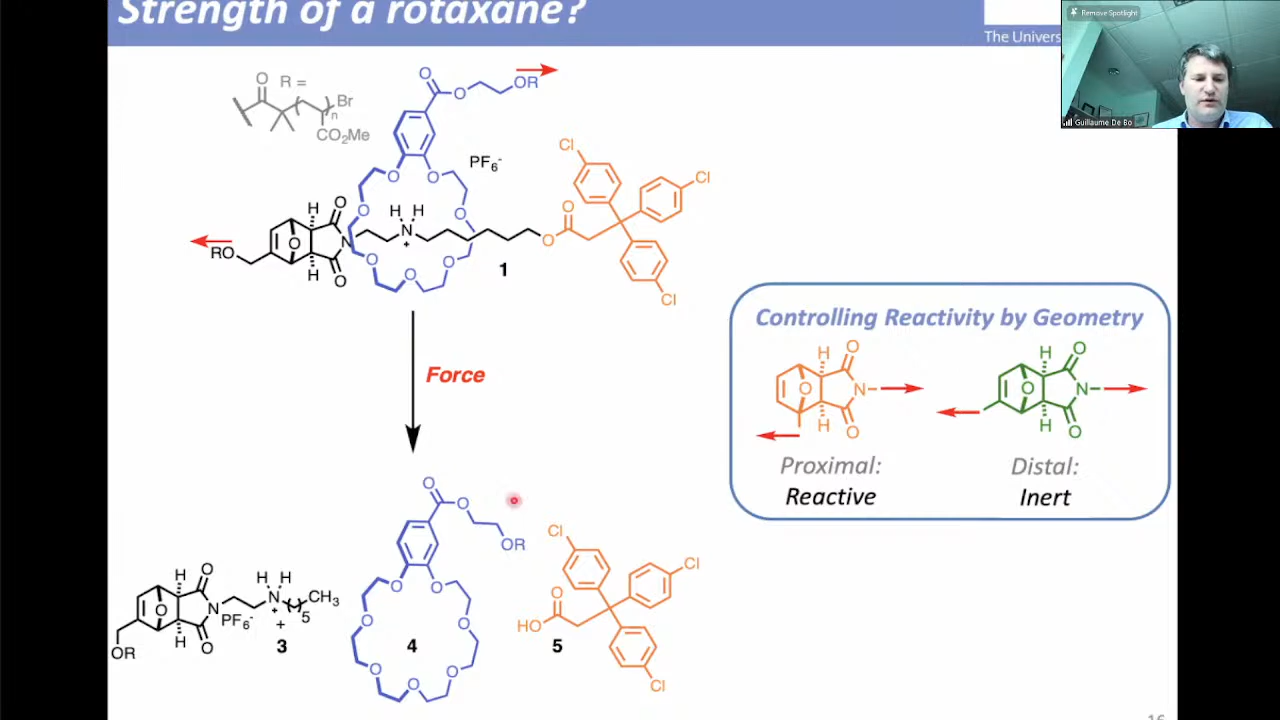 Strength of a rotaxane?
The Univers
Remove Spotlight
Guillaume De Bo
O R =
Br
n
CO₂Me
O
O
OR
O O
PF₆⁻
Cl
Cl
Cl
O
O
O
O
O
O
O
H H
N
+
H
O
O
N
H
O
RO
O
O
1
Force
Controlling Reactivity by Geometry
H O
O N
H O
H O
O N
H O
Proximal:
Reactive
Distal:
Inert
O
O
OR
O O
O O
O O
O
4
H O
O N
H O
OR
H H
N
+
CH₃
5
PF₆⁻
+
3
Cl
Cl
Cl
O
HO
5
16